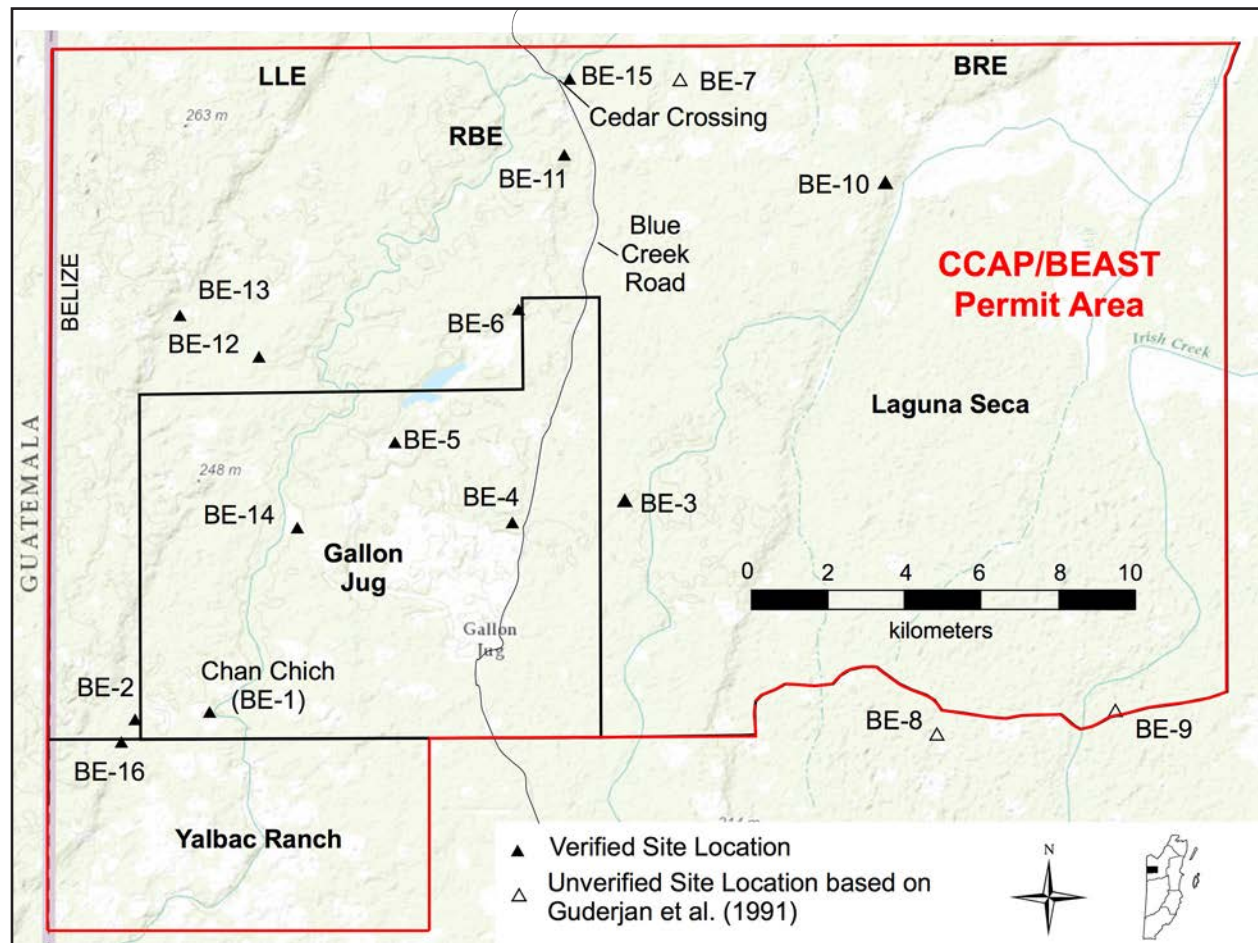 LLE
BRE
BE-15
BE-7
Cedar Crossing
263 m
RBE
BE-11
BE-10
Blue
Creek
Road
CCAP/BEAST
Permit Area
BELIZE
BE-13
BE-12
BE-6
Irish Creek
Laguna Seca
GUATEMALA
BE-5
248 m
BE-4
BE-3
BE-14
Gallon
Jug
0 2 4 6 8 10
kilometers
Gallon
Jug
Chan Chich
(BE-1)
BE-2
BE-8
BE-9
BE-16
Yalbac Ranch
Verified Site Location
Unverified Site Location based on
Guderjan et al. (1991)
N